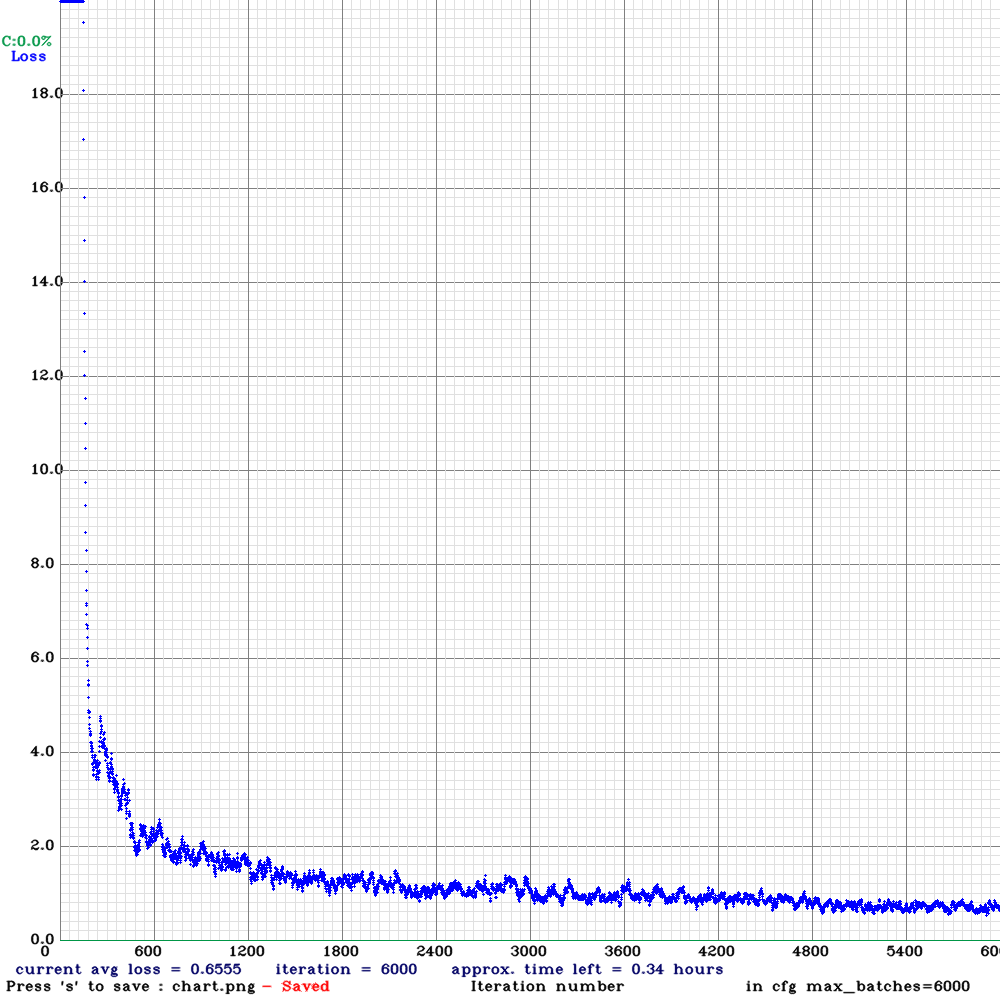 C:0.0%
Loss
18.0
16.0
14.0
12.0
10.0
8.0
6.0
4.0
2.0
0.0
0 600 1200 1800 2400 3000 3600 4200 4800 5400 60
current avg loss = 0.6555 iteration = 6000 approx. time left = 0.34 hours
Press 's' to save : chart.png - Saved Iteration number in cfg max_batches=6000